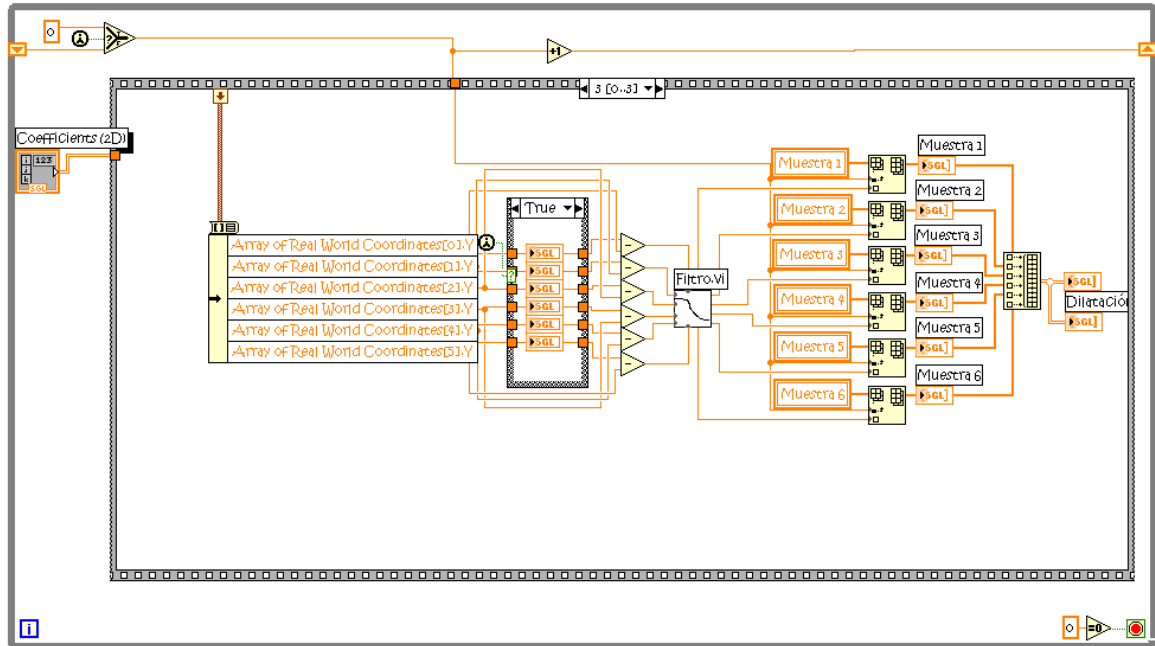 0
+1
3 [0..3]
Coefficients (2D)
i
j
k
123
SGL
Muestra 1
Muestra 1
SGL]
Muestra 2
Muestra 2
SGL]
Muestra 3
Muestra 3
SGL]
Muestra 4
Muestra 4
SGL]
Muestra 5
Muestra 5
SGL]
Muestra 6
Muestra 6
SGL]
True
Array of Real World Coordinates[0].Y
Array of Real World Coordinates[1].Y
Array of Real World Coordinates[2].Y
Array of Real World Coordinates[3].Y
Array of Real World Coordinates[4].Y
Array of Real World Coordinates[5].Y
?
SGL
SGL
SGL
SGL
SGL
SGL
Filtro.vi
SGL]
Dilatación
SGL]
i
0
=0